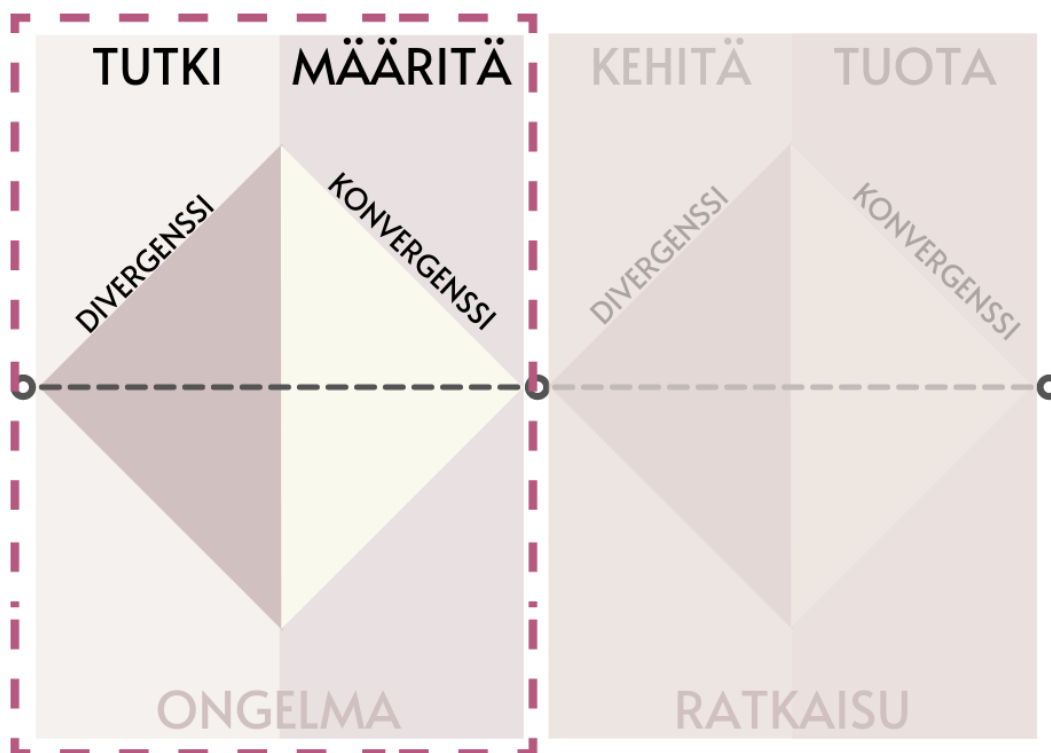 TUTKI
MÄÄRITÄ
KEHITÄ
TUOTA
DIVERGENSSI
KONVERGENSSI
DIVERGENSSI
KONVERGENSSI
ONGELMA
RATKAISU